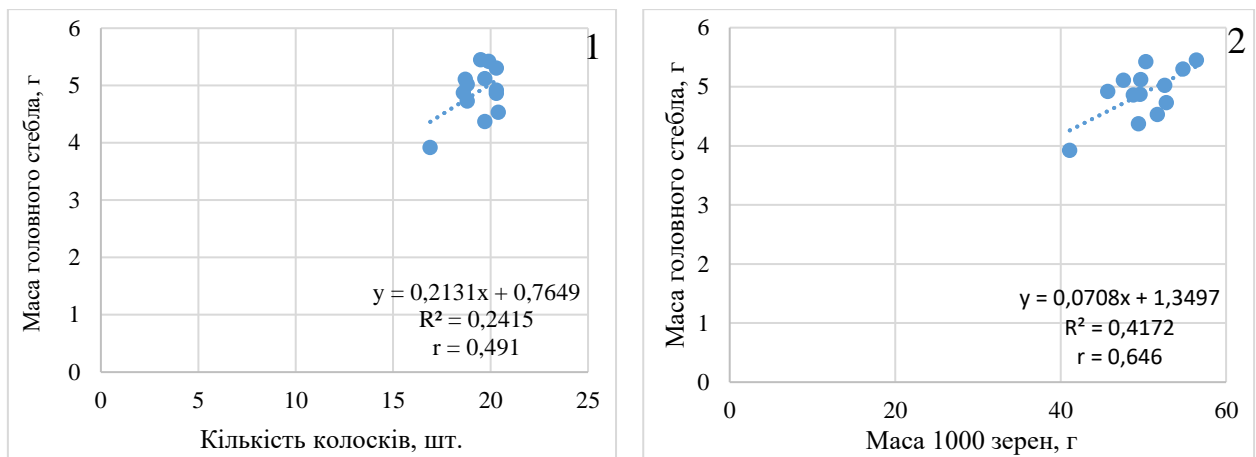 1
Маса головного стебла, г
6
5
4
3
2
1
0
y = 0,2131x + 0,7649
R² = 0,2415
r = 0,491
0 5 10 15 20 25
Кількість колосків, шт.
2
Маса головного стебла, г
6
5
4
3
2
1
0
y = 0,0708x + 1,3497
R² = 0,4172
r = 0,646
0 20 40 60
Маса 1000 зерен, г